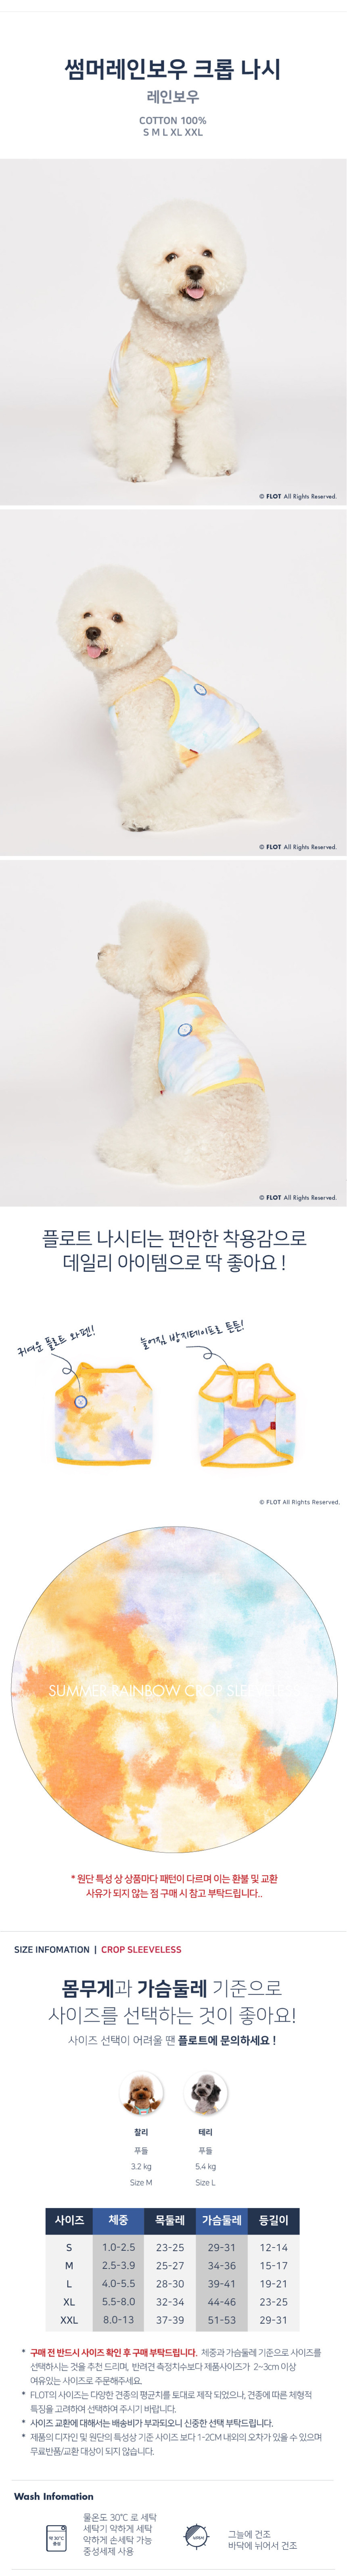 썸머레인보우 크롭 나시
레인보우
COTTON 100%
S M L XL XXL
© FLOT All Rights Reserved.
© FLOT All Rights Reserved.
© FLOT All Rights Reserved.
플로트 나시티는 편안한 착용감으로
데일리 아이템으로 딱 좋아요 !
귀여운 플로트 와펜!
늘어짐 방지테이프로 튼튼!
© FLOT All Rights Reserved.
SUMMER RAINBOW CROP
* 원단 특성 상 상품마다 패턴이 다르며 이는 환불 및 교환
사유가 되지 않는 점 구매 시 참고 부탁드립니다..
SIZE INFOMATION | CROP SLEEVELESS
몸무게과 가슴둘레 기준으로
사이즈를 선택하는 것이 좋아요!
사이즈 선택이 어려울 땐 플로트에 문의하세요 !
찰리 테리
푸들 푸들
3.2 kg 5.4 kg
Size M Size L
사이즈 체중 목둘레 가슴둘레 등길이
S 1.0-2.5 23-25 29-31 12-14
M 2.5-3.9 25-27 34-36 15-17
L 4.0-5.5 28-30 39-41 19-21
XL 5.5-8.0 32-34 44-46 23-25
XXL 8.0-13 37-39 51-53 29-31
* 구매 전 반드시 사이즈 확인 후 구매 부탁드립니다. 체중과 가슴둘레 기준으로 사이즈를
선택하시는 것을 추천 드리며, 반려견 측정치수보다 제품사이즈가 2~3cm 이상
여유있는 사이즈로 주문해주세요.
* FLOT의 사이즈는 다양한 견종의 평균치를 토대로 제작 되었으나, 견종에 따른 체형적
특징을 고려하여 선택하여 주시기 바랍니다.
* 사이즈 교환에 대해서는 배송비가 부과되오니 신중한 선택 부탁드립니다.
* 제품의 디자인 및 원단의 특성상 기준 사이즈 보다 1-2CM 내외의 오차가 있을 수 있으며
무료반품/교환 대상이 되지 않습니다.
Wash Infomation
약 30°C
중성
물온도 30°C 로 세탁
세탁기 약하게 세탁
약하게 손세탁 가능
중성세제 사용
뉘여서
그늘에 건조
바닥에 뉘어서 건조